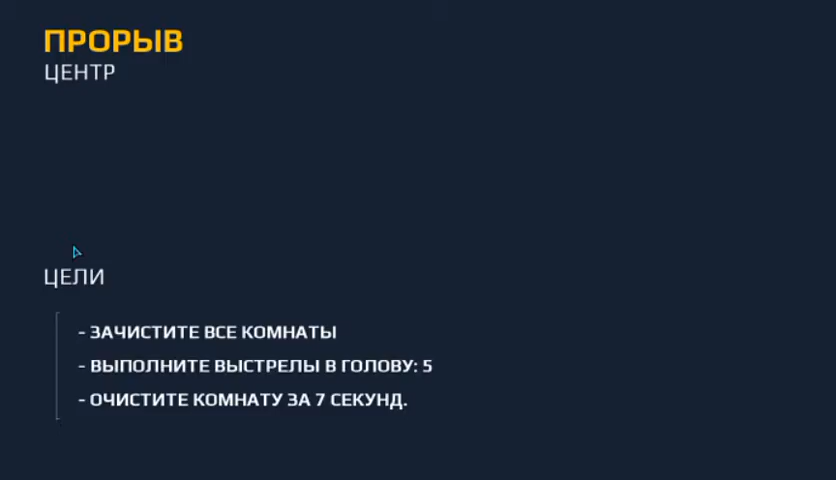 ПРОРЫВ
ЦЕНТР
ЦЕЛИ
- ЗАЧИСТИТЕ ВСЕ КОМНАТЫ
- ВЫПОЛНИТЕ ВЫСТРЕЛЫ В ГОЛОВУ: 5
- ОЧИСТИТЕ КОМНАТУ ЗА 7 СЕКУНД.